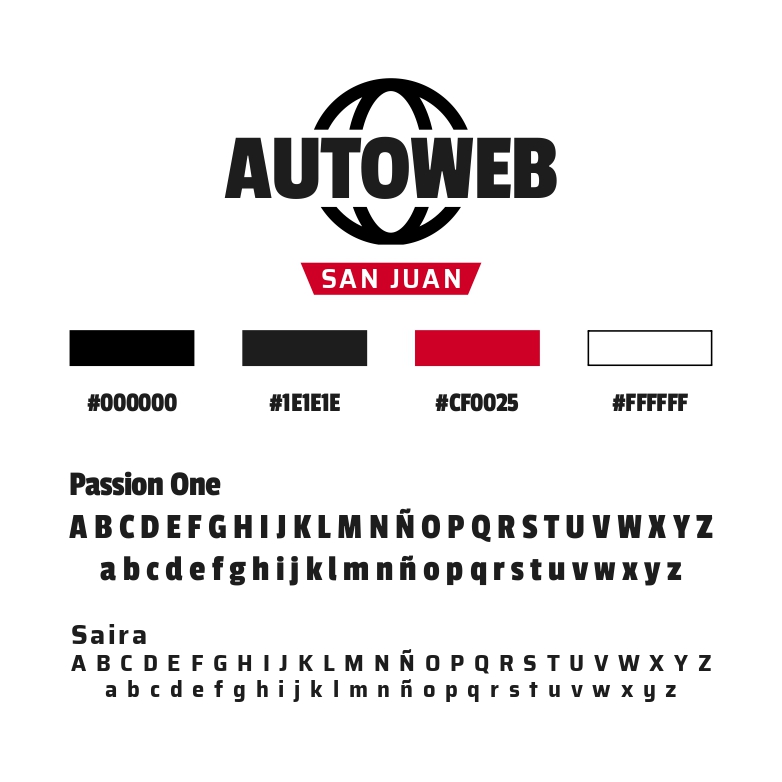 AUTOWEB
SAN JUAN
#000000 #1E1E1E #CF0025 #FFFFFF
Passion One
A B C D E F G H I J K L M N Ñ O P Q R S T U V W X Y Z
a b c d e f g h i j k l m n ñ o p q r s t u v w x y z
Saira
A B C D E F G H I J K L M N Ñ O P Q R S T U V W X Y Z
a b c d e f g h i j k l m n ñ o p q r s t u v w x y z